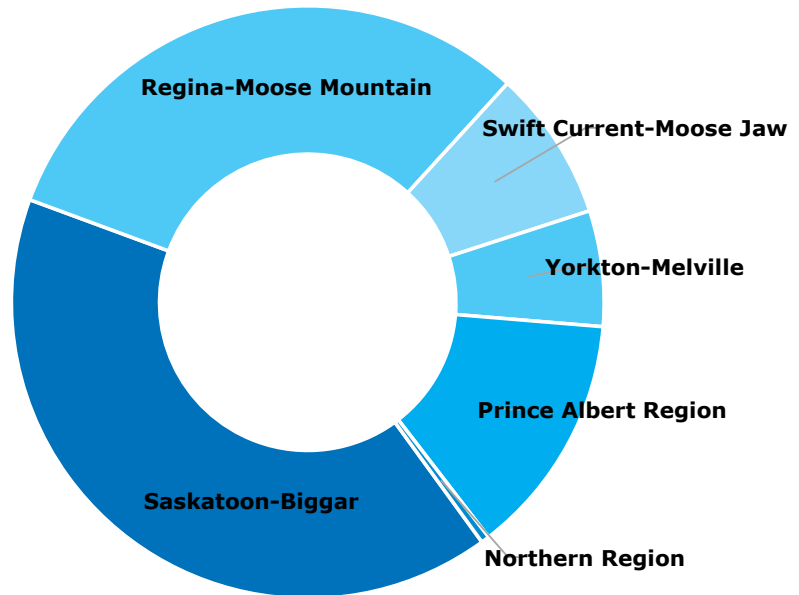 Regina-Moose Mountain
Swift Current-Moose Jaw
Yorkton-Melville
Prince Albert Region
Saskatoon-Biggar
Northern Region